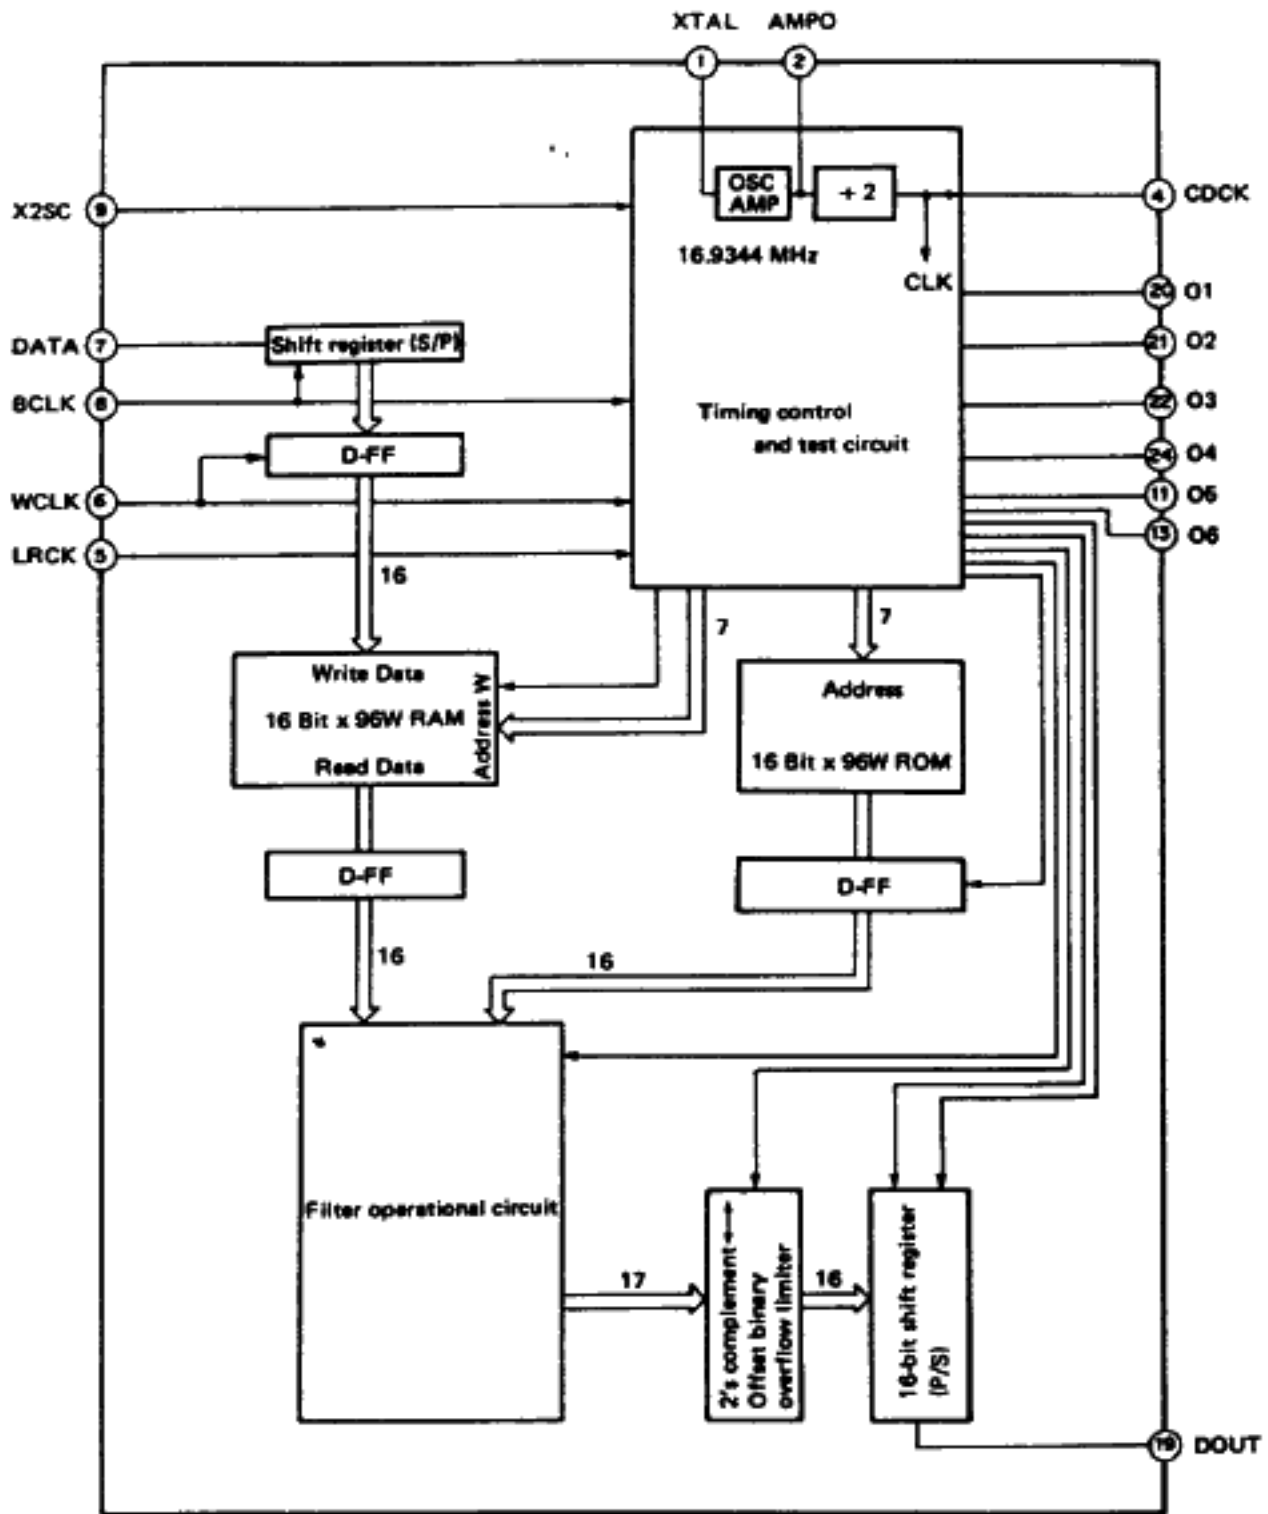 XTAL AMPO
1 2
OSC
AMP
÷ 2
4 CDCK
X2SC 9
16.9344 MHz
CLK
20 O1
DATA 7
Shift register (S/P)
21 O2
BCLK 8
22 O3
Timing control
and test circuit
D-FF
24 O4
WCLK 6
11 O5
13 O6
LRCK 5
16
7
7
Write Data
16 Bit x 96W RAM
Read Data
Address W
Address
16 Bit x 96W ROM
D-FF
D-FF
16
16
Filter operational circuit
17
2's complement ←→
Offset binary
overflow limiter
16
16-bit shift register
(P/S)
19 DOUT